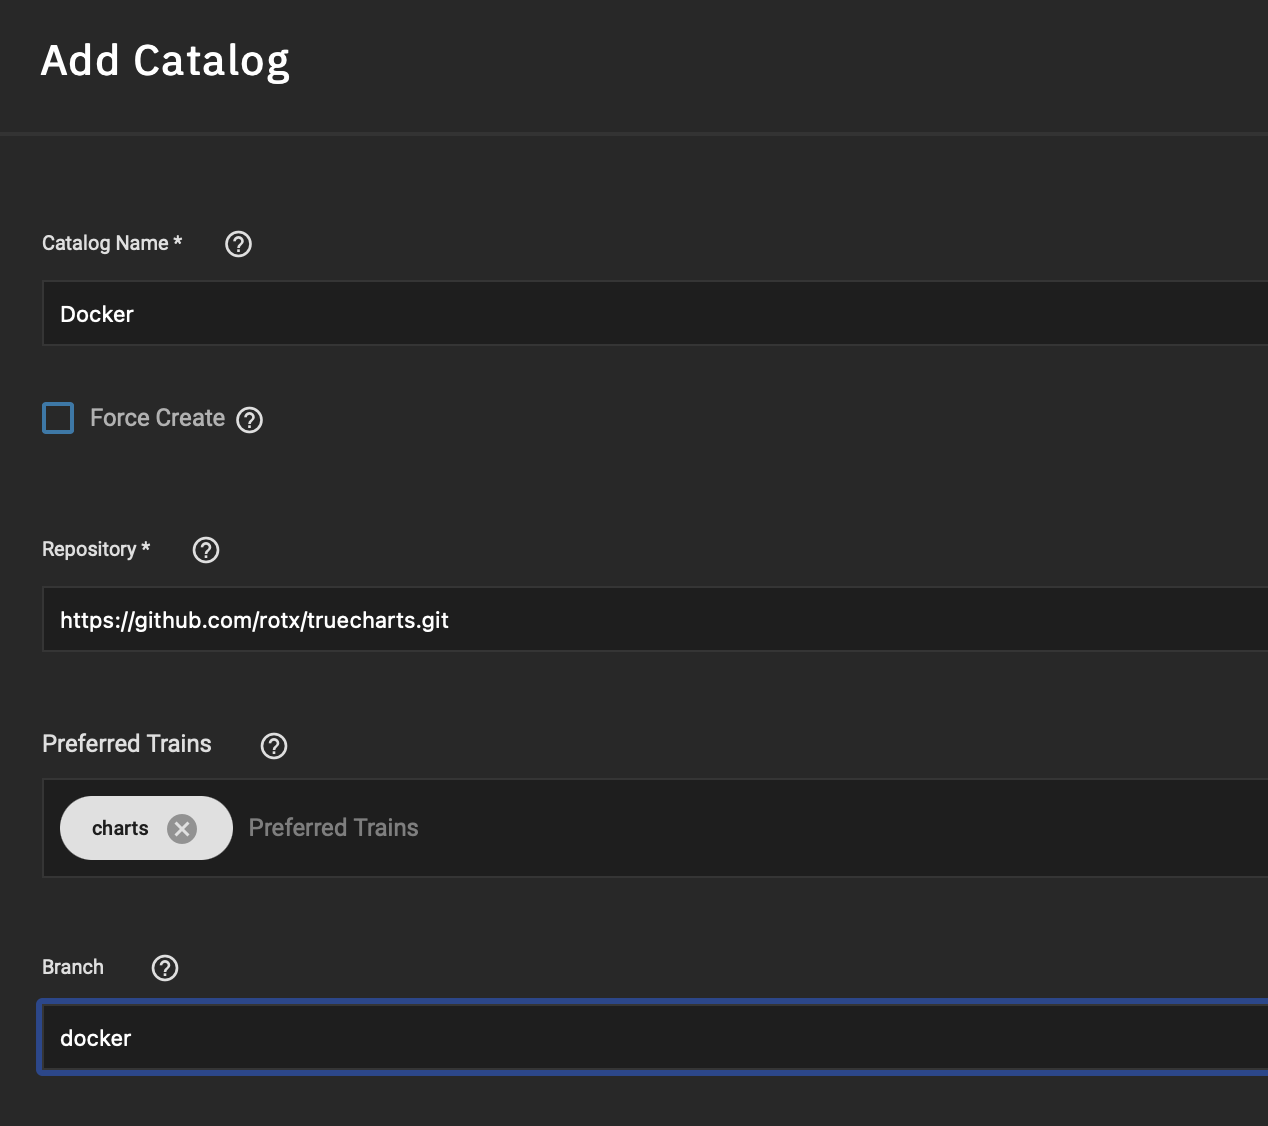 Add Catalog
Catalog Name *
Docker
Force Create
Repository *
https://github.com/rotx/truecharts.git
Preferred Trains
charts Preferred Trains
Branch
docker